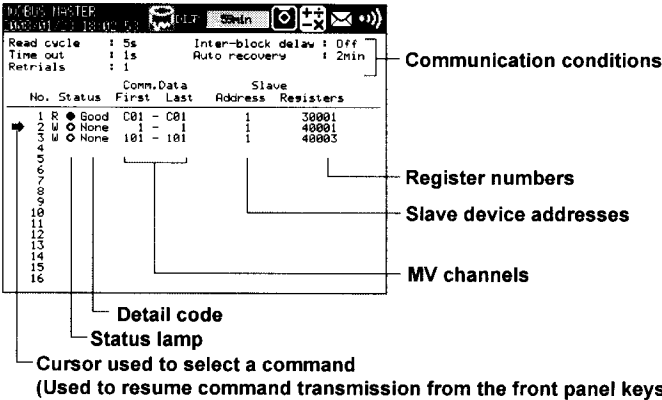 MODBUS MASTER
DLT
59min
Read cycle : 5s Inter-block delay : Off
Time out : 1s Auto recovery : 2Min
Retrials : 1
Communication conditions
Comm.Data Slave
No. Status First Last Address Registers
1 R Good C01 - C01 1 30001
2 W None 1 - 1 1 40001
3 W None 101 - 101 1 40003
4
5
6
7
8
9
10
11
12
13
14
15
16
Register numbers
Slave device addresses
MV channels
Detail code
Status lamp
Cursor used to select a command
(Used to resume command transmission from the front panel keys